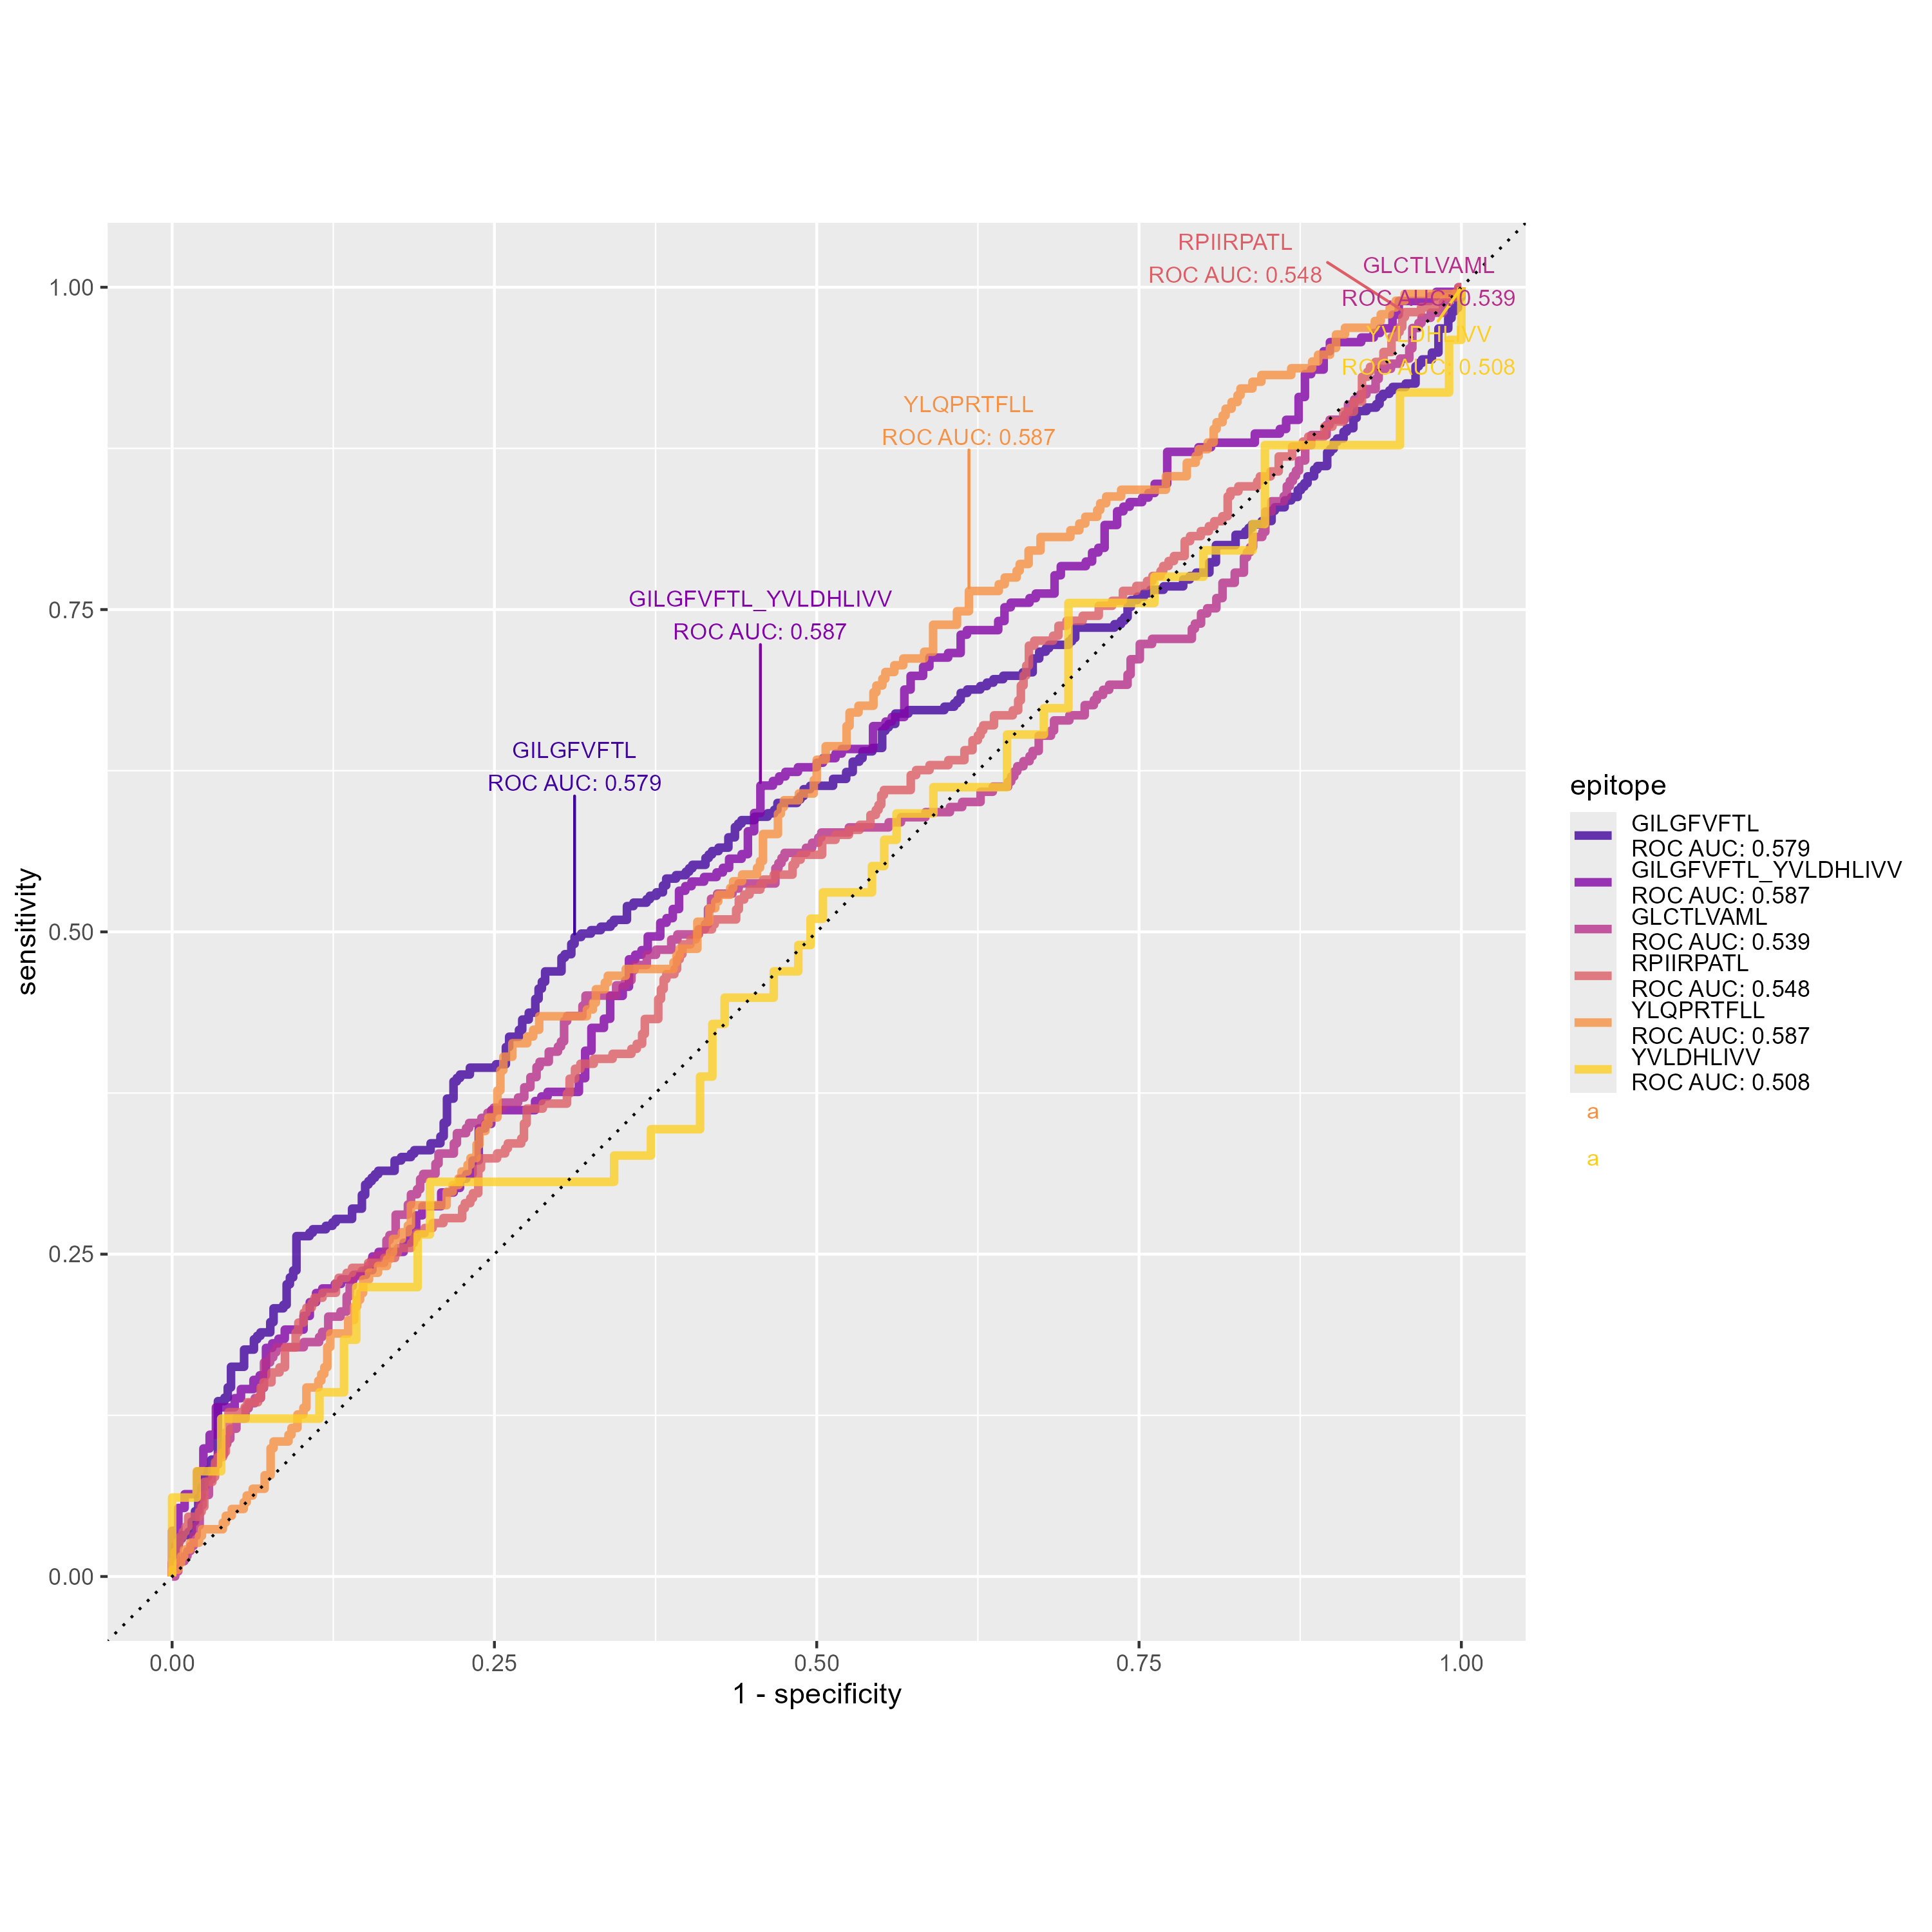 RPIIRPATL
ROC AUC: 0.548
GLCTLVAML
ROC AUC: 0.539
YVLDHLIVV
ROC AUC: 0.508
YLQPRTFLL
ROC AUC: 0.587
GILGFVFTL_YVLDHLIVV
ROC AUC: 0.587
GILGFVFTL
ROC AUC: 0.579
1.00
0.75
0.50
0.25
0.00
sensitivity
0.00
0.25
0.50
0.75
1.00
1 - specificity
epitope
GILGFVFTL
ROC AUC: 0.579
GILGFVFTL_YVLDHLIVV
ROC AUC: 0.587
GLCTLVAML
ROC AUC: 0.539
RPIIRPATL
ROC AUC: 0.548
YLQPRTFLL
ROC AUC: 0.587
YVLDHLIVV
ROC AUC: 0.508
a
a